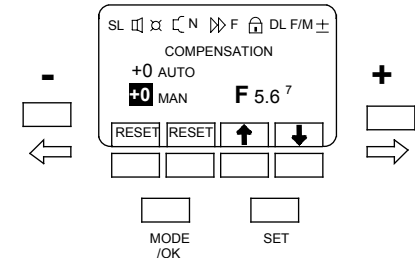 SL N F DL F/M ±
COMPENSATION
+0 AUTO
+0 MAN F 5.6 7
- +
RESET RESET
MODE SET
/OK